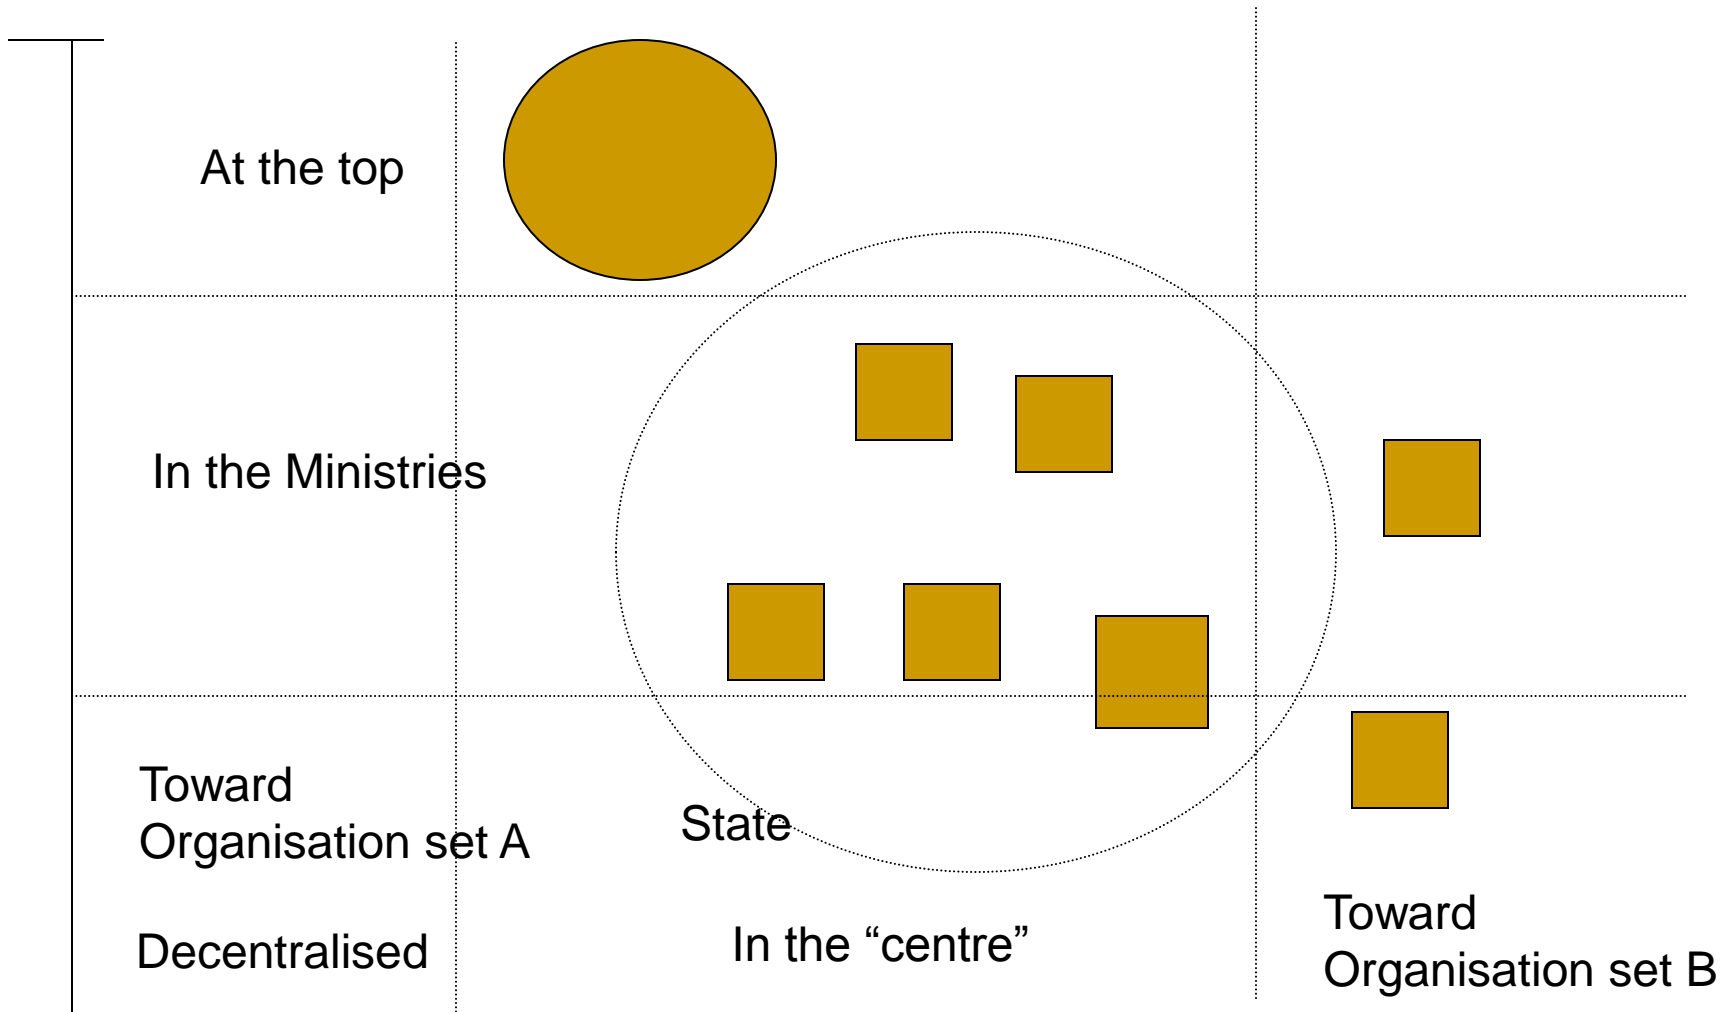 At the top
In the Ministries
Toward
Organisation set A
State
Decentralised
In the “centre”
Toward
Organisation set B